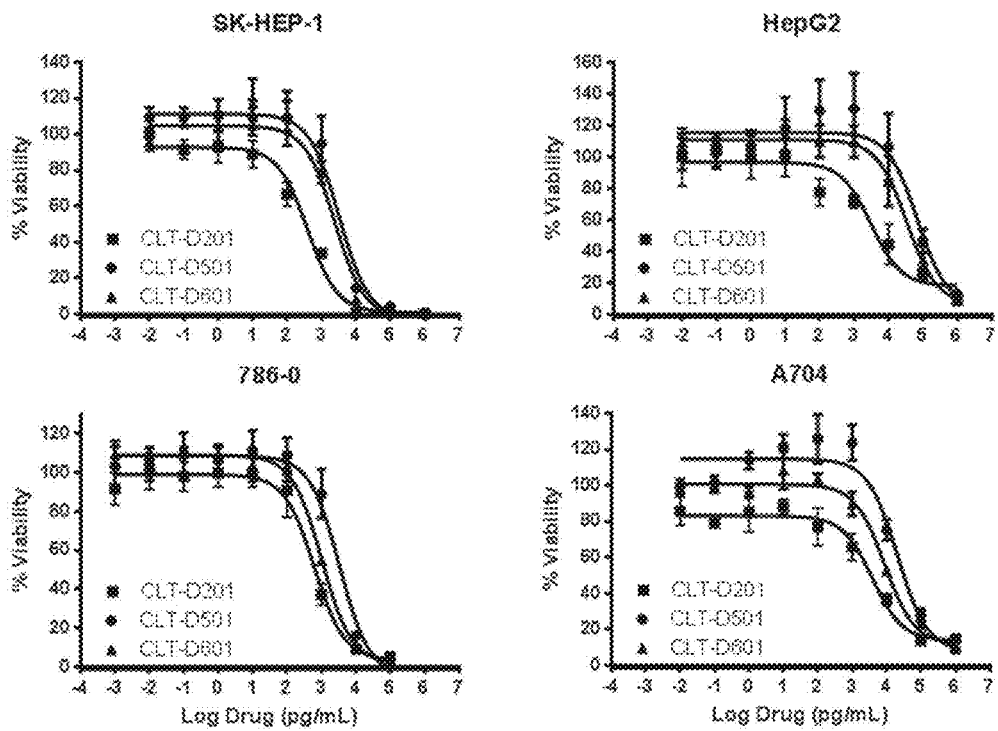 SK-HEP-1
140
120
100
80
60
40
20
0
% Viability
CLT-D201
CLT-D501
CLT-D601
-4 -3 -2 -1 0 1 2 3 4 5 6 7
HepG2
160
140
120
100
80
60
40
20
0
% Viability
CLT-D201
CLT-D501
CLT-D601
-4 -3 -2 -1 0 1 2 3 4 5 6 7
786-0
120
100
80
60
40
20
0
% Viability
CLT-D201
CLT-D501
CLT-D601
-4 -3 -2 -1 0 1 2 3 4 5 6 7
Log Drug (pg/mL)
A704
140
120
100
80
60
40
20
0
% Viability
CLT-D201
CLT-D501
CLT-D601
-4 -3 -2 -1 0 1 2 3 4 5 6 7
Log Drug (pg/mL)